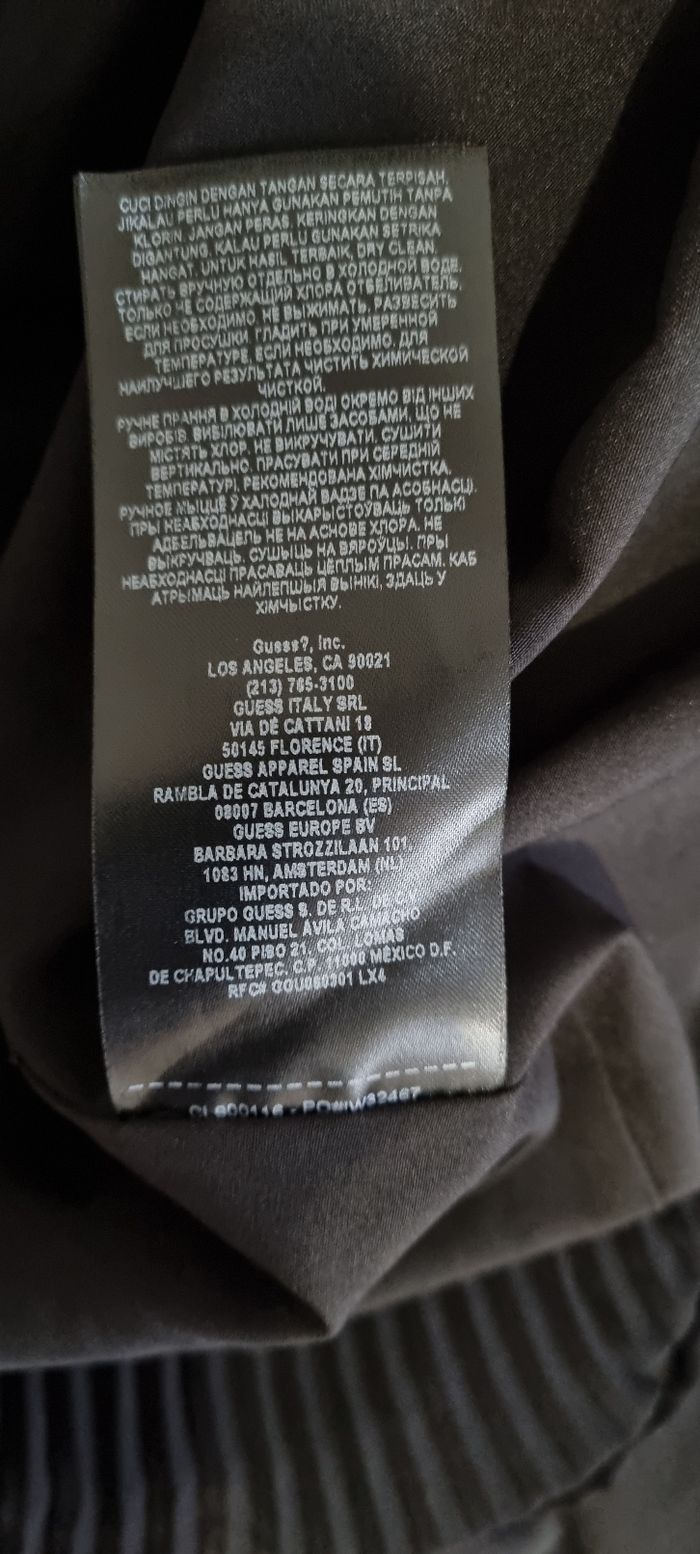 CUCI DINGIN DENGAN TANGAN SECARA TERPISAH,
JIKALAU PERLU HANYA GUNAKAN PEMUTIH TANPA
KLORIN. JANGAN PERAS. KERINGKAN DENGAN
DIGANTUNG. KALAU PERLU GUNAKAN SETRIKA
HANGAT. UNTUK HASIL TERBAIK, DRY CLEAN.
СТИРАТЬ ВРУЧНУЮ ОТДЕЛЬНО В ХОЛОДНОЙ ВОДЕ.
ТОЛЬКО НЕ СОДЕРЖАЩИЙ ХЛОРА ОТБЕЛИВАТЕЛЬ,
ЕСЛИ НЕОБХОДИМО. НЕ ВЫЖИМАТЬ. РАЗВЕСИТЬ
ДЛЯ ПРОСУШКИ. ГЛАДИТЬ ПРИ УМЕРЕННОЙ
ТЕМПЕРАТУРЕ, ЕСЛИ НЕОБХОДИМО. ДЛЯ
НАИЛУЧШЕГО РЕЗУЛЬТАТА ЧИСТИТЬ ХИМИЧЕСКОЙ
ЧИСТКОЙ.
РУЧНЕ ПРАННЯ В ХОЛОДНІЙ ВОДІ ОКРЕМО ВІД ІНШИХ
ВИРОБІВ. ВИБІЛЮВАТИ ЛИШЕ ЗАСОБАМИ, ЩО НЕ
МІСТЯТЬ ХЛОР. НЕ ВИКРУЧУВАТИ. СУШИТИ
ВЕРТИКАЛЬНО. ПРАСУВАТИ ПРИ СЕРЕДНІЙ
ТЕМПЕРАТУРІ. РЕКОМЕНДОВАНА ХІМЧИСТКА.
РУЧНОЕ МЫЦЦЁ Ў ХАЛОДНАЙ ВАДЗЕ ПА АСОБНАСЦІ.
ПРЫ НЕАБХОДНАСЦІ ВЫКАРЫСТОЎВАЦЬ ТОЛЬКІ
АДБЕЛЬВАЦЕЛЬ НЕ НА АСНОВЕ ХЛОРА. НЕ
ВЫКРУЧВАЦЬ. СУШЫЦЬ НА ВЯРОЎЦЫ. ПРЫ
НЕАБХОДНАСЦІ ПРАСАВАЦЬ ЦЁПЛЫМ ПРАСАМ. КАБ
АТРЫМАЦЬ НАЙЛЕПШЫЯ ВЫНІКІ, ЗДАЦЬ У
ХІМЧЫСТКУ.
Guess?, Inc.
LOS ANGELES, CA 90021
(213) 765-3100
GUESS ITALY SRL
VIA DE CATTANI 18
50145 FLORENCE (IT)
GUESS APPAREL SPAIN SL
RAMBLA DE CATALUNYA 20, PRINCIPAL
08007 BARCELONA (ES)
GUESS EUROPE BV
BARBARA STROZZILAAN 101,
1083 HN, AMSTERDAM (NL)
IMPORTADO POR:
GRUPO GUESS S. DE R.L. DE C.V.
BLVD. MANUEL ÁVILA CAMACHO
NO.40 PISO 21, COL. LOMAS
DE CHAPULTEPEC, C.P. 11000 MÉXICO D.F.
RFC# GGU060301 LX4